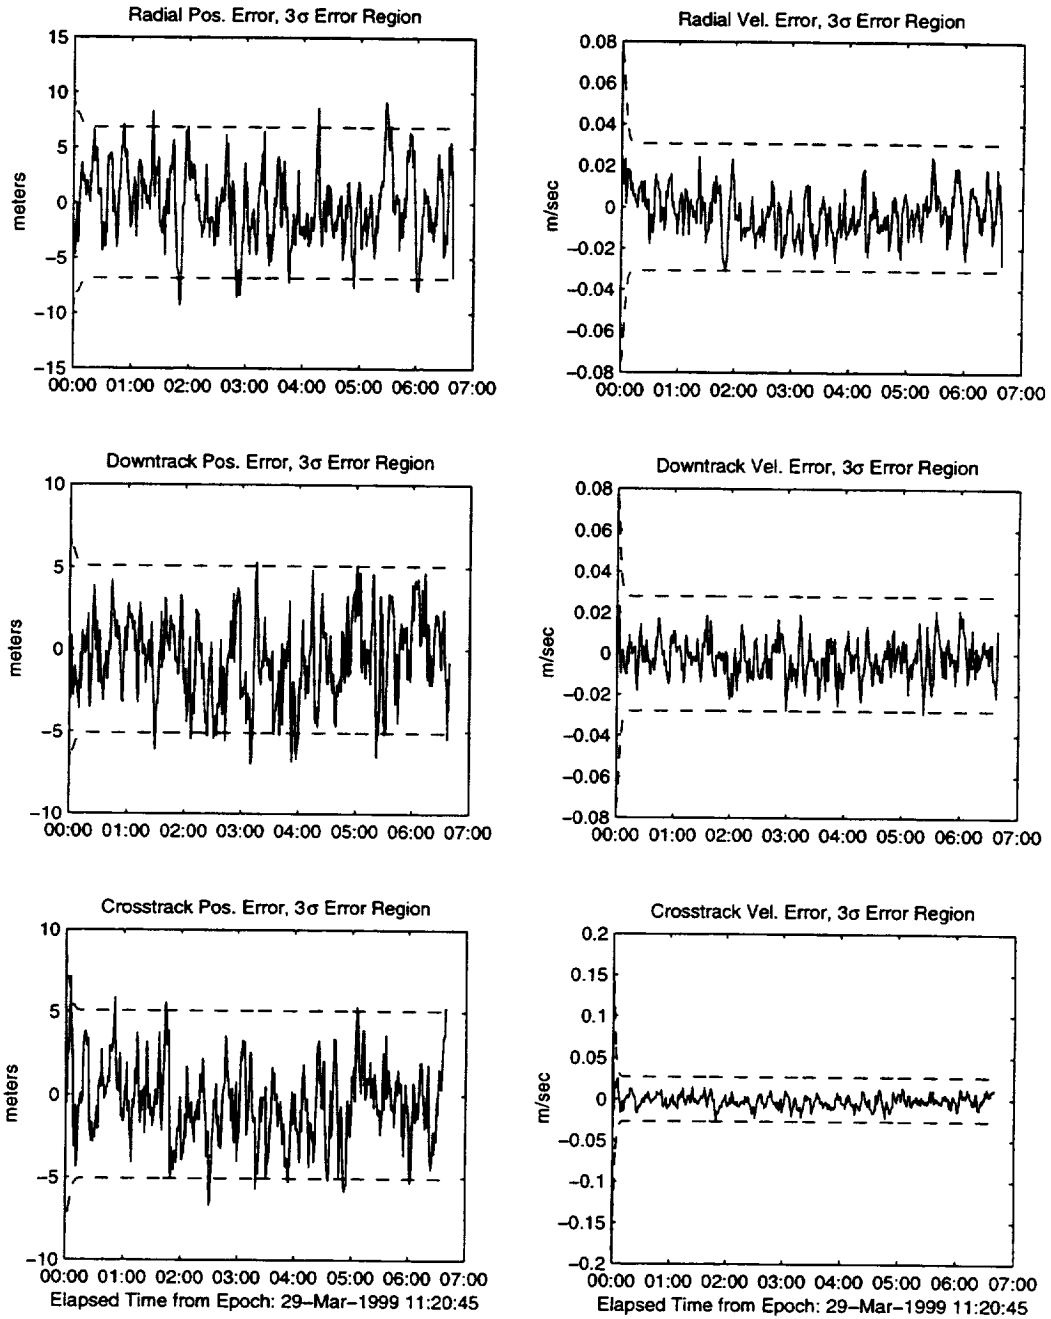 Radial Pos. Error, 3σ Error Region
15
10
5
0
−5
−10
−15
meters
00:00 01:00 02:00 03:00 04:00 05:00 06:00 07:00
Radial Vel. Error, 3σ Error Region
0.08
0.06
0.04
0.02
0
−0.02
−0.04
−0.06
−0.08
m/sec
00:00 01:00 02:00 03:00 04:00 05:00 06:00 07:00
Downtrack Pos. Error, 3σ Error Region
10
5
0
−5
−10
meters
00:00 01:00 02:00 03:00 04:00 05:00 06:00 07:00
Downtrack Vel. Error, 3σ Error Region
0.08
0.06
0.04
0.02
0
−0.02
−0.04
−0.06
−0.08
m/sec
00:00 01:00 02:00 03:00 04:00 05:00 06:00 07:00
Crosstrack Pos. Error, 3σ Error Region
10
5
0
−5
−10
meters
00:00 01:00 02:00 03:00 04:00 05:00 06:00 07:00
Elapsed Time from Epoch: 29−Mar−1999 11:20:45
Crosstrack Vel. Error, 3σ Error Region
0.2
0.15
0.1
0.05
0
−0.05
−0.1
−0.15
−0.2
m/sec
00:00 01:00 02:00 03:00 04:00 05:00 06:00 07:00
Elapsed Time from Epoch: 29−Mar−1999 11:20:45